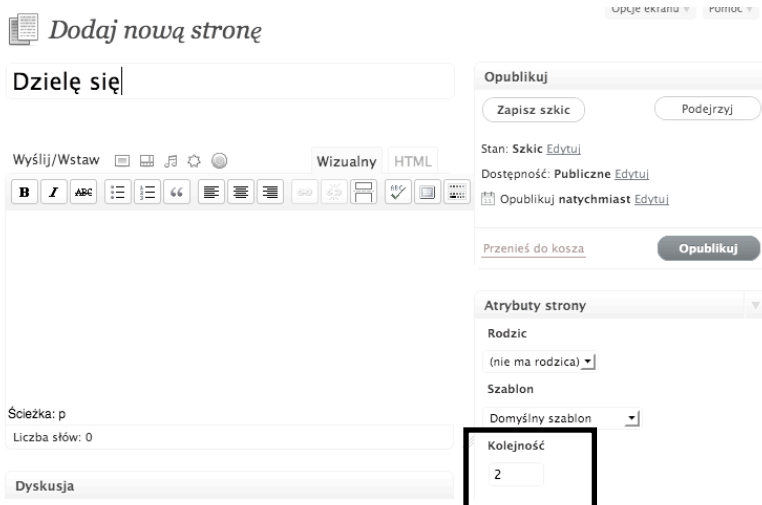 Opcje ekranu Pomoc
Dodaj nową stronę
Dzielę się
Wyślij/Wstaw
Wizualny HTML
B I ABC
ABC
Ścieżka: p
Liczba słów: 0
Dyskusja
Opublikuj
Zapisz szkic Podejrzyj
Stan: Szkic Edytuj
Dostępność: Publiczne Edytuj
Opublikuj natychmiast Edytuj
Przenieś do kosza Opublikuj
Atrybuty strony
Rodzic
(nie ma rodzica)
Szablon
Domyślny szablon
Kolejność
2